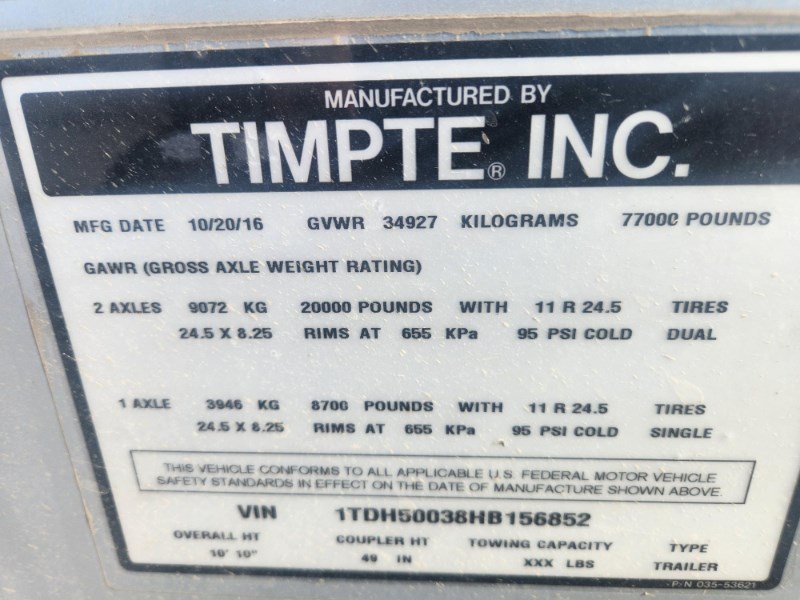 MANUFACTURED BY
TIMPTE® INC.
MFG DATE 10/20/16 GVWR 34927 KILOGRAMS 77000 POUNDS
GAWR (GROSS AXLE WEIGHT RATING)
2 AXLES 9072 KG 20000 POUNDS WITH 11 R 24.5 TIRES
24.5 X 8.25 RIMS AT 655 KPa 95 PSI COLD DUAL
1 AXLE 3946 KG 8700 POUNDS WITH 11 R 24.5 TIRES
24.5 X 8.25 RIMS AT 655 KPa 95 PSI COLD SINGLE
THIS VEHICLE CONFORMS TO ALL APPLICABLE U.S. FEDERAL MOTOR VEHICLE
SAFETY STANDARDS IN EFFECT ON THE DATE OF MANUFACTURE SHOWN ABOVE.
VIN 1TDH50038HB156852
OVERALL HT COUPLER HT TOWING CAPACITY TYPE
10' 10" 49 IN XXX LBS TRAILER
P/N 035-53621